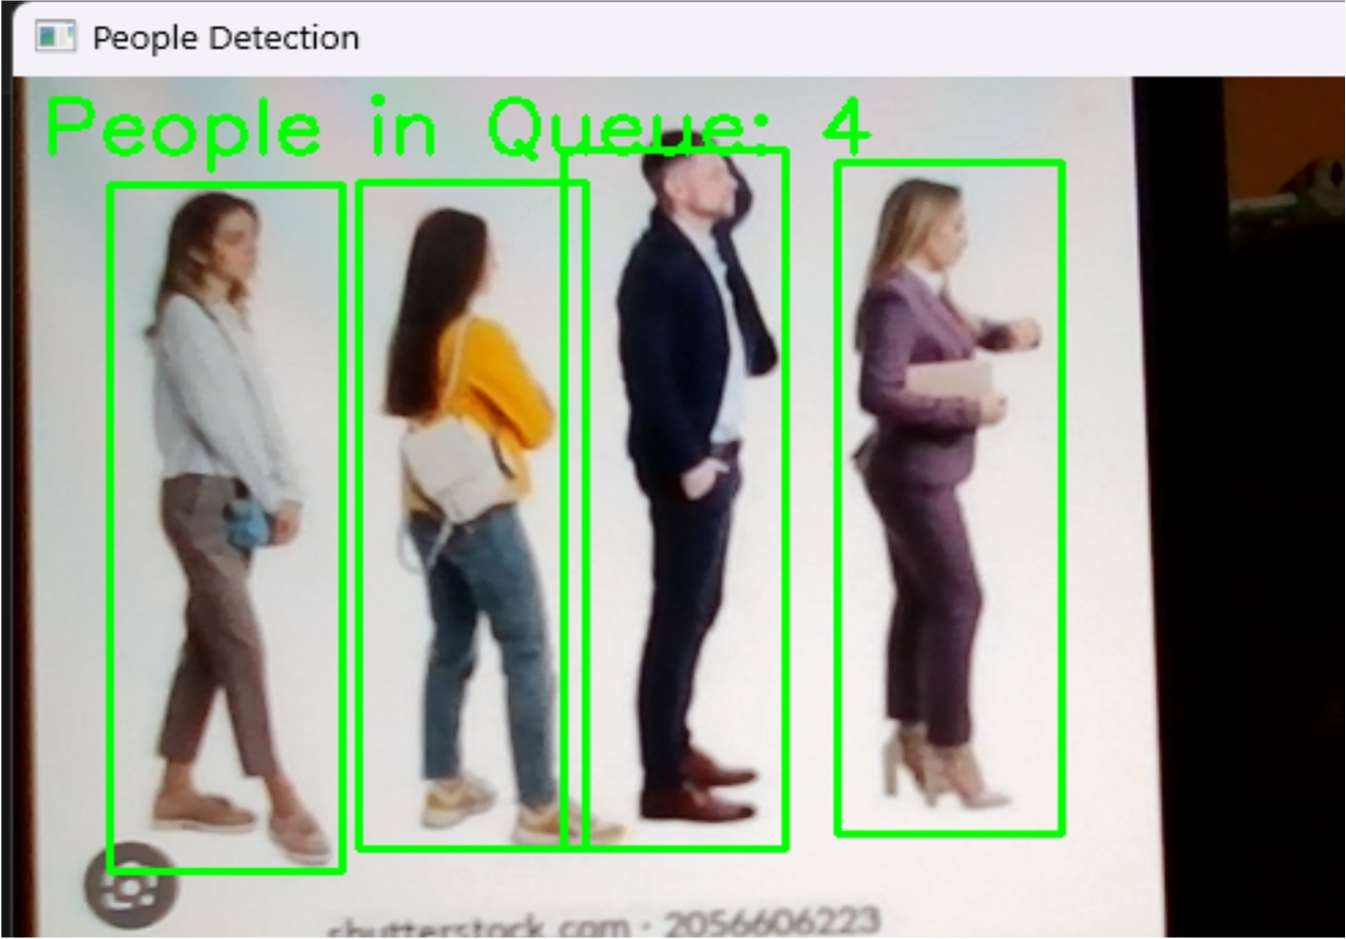 People Detection
People in Queue: 4
shutterstock.com · 2056606223